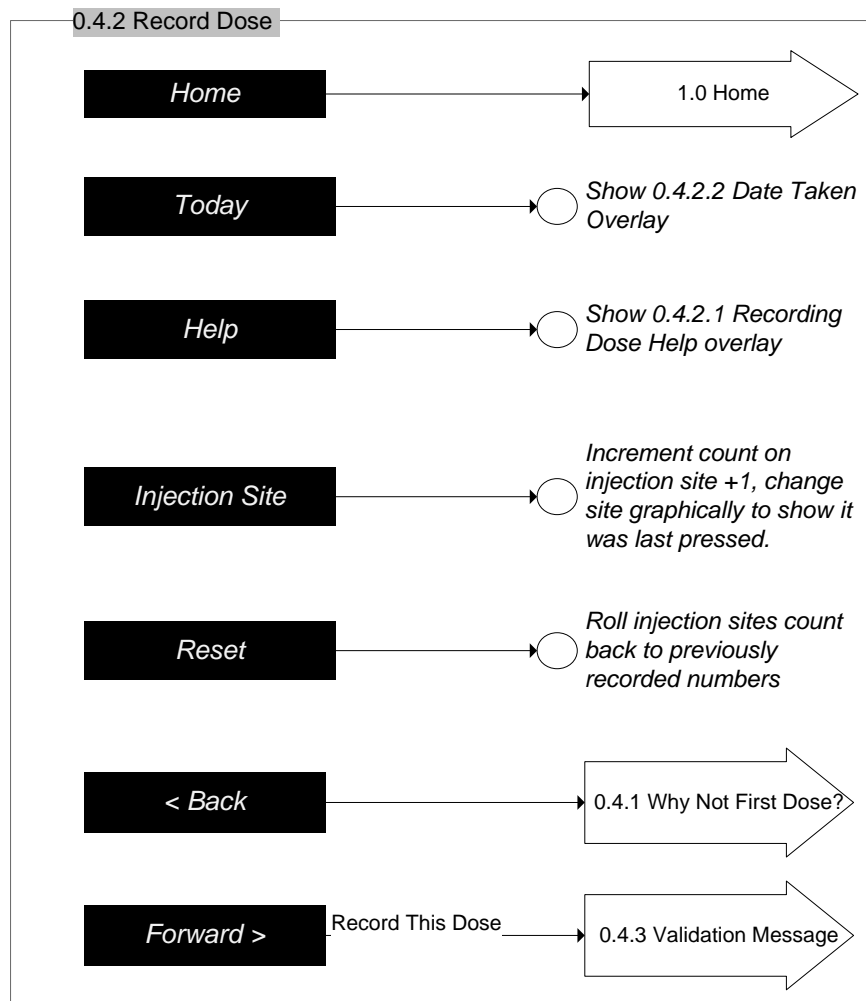 0.4.2 Record Dose
Home
1.0 Home
Today
Show 0.4.2.2 Date Taken
Overlay
Help
Show 0.4.2.1 Recording
Dose Help overlay
Injection Site
Increment count on
injection site +1, change
site graphically to show it
was last pressed.
Reset
Roll injection sites count
back to previously
recorded numbers
< Back
0.4.1 Why Not First Dose?
Forward >
Record This Dose
0.4.3 Validation Message